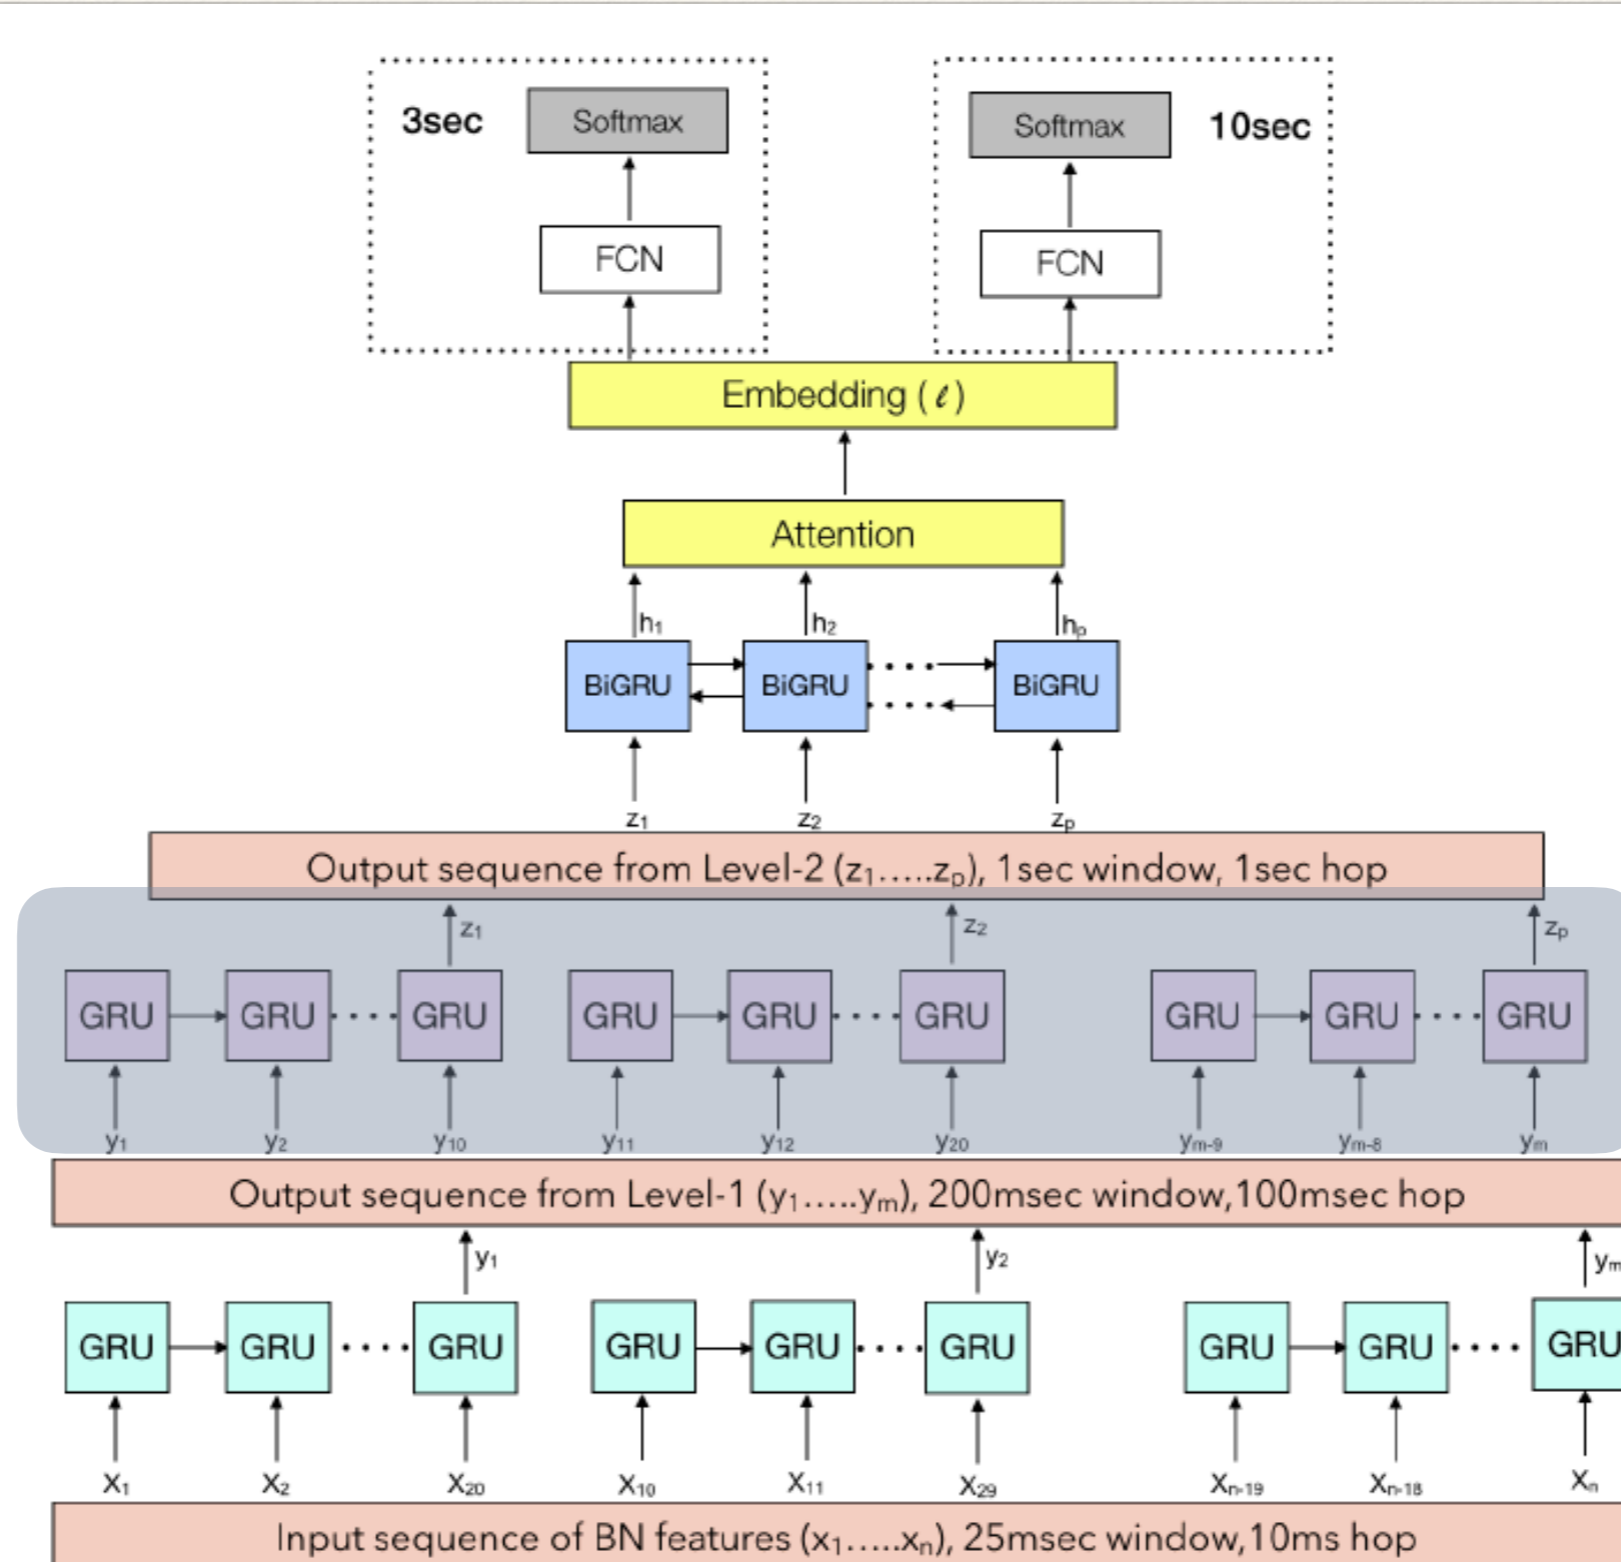 3sec Softmax Softmax 10sec
FCN FCN
Embedding (ℓ)
Attention
h₁ h₂ hₚ
BiGRU BiGRU BiGRU
z₁ z₂ zₚ
Output sequence from Level-2 (z₁.....zₚ), 1sec window, 1sec hop
z₁ z₂ zₚ
GRU GRU GRU GRU GRU GRU GRU GRU GRU
y₁ y₂ y₁₀ y₁₁ y₁₂ y₂₀ yₘ₋₉ yₘ₋₈ yₘ
Output sequence from Level-1 (y₁.....yₘ), 200msec window,100msec hop
y₁ y₂ yₘ
GRU GRU GRU GRU GRU GRU GRU GRU GRU
X₁ X₂ X₂₀ X₁₀ X₁₁ X₂₉ Xₙ₋₁₉ Xₙ₋₁₈ Xₙ
Input sequence of BN features (x₁.....xₙ), 25msec window,10ms hop